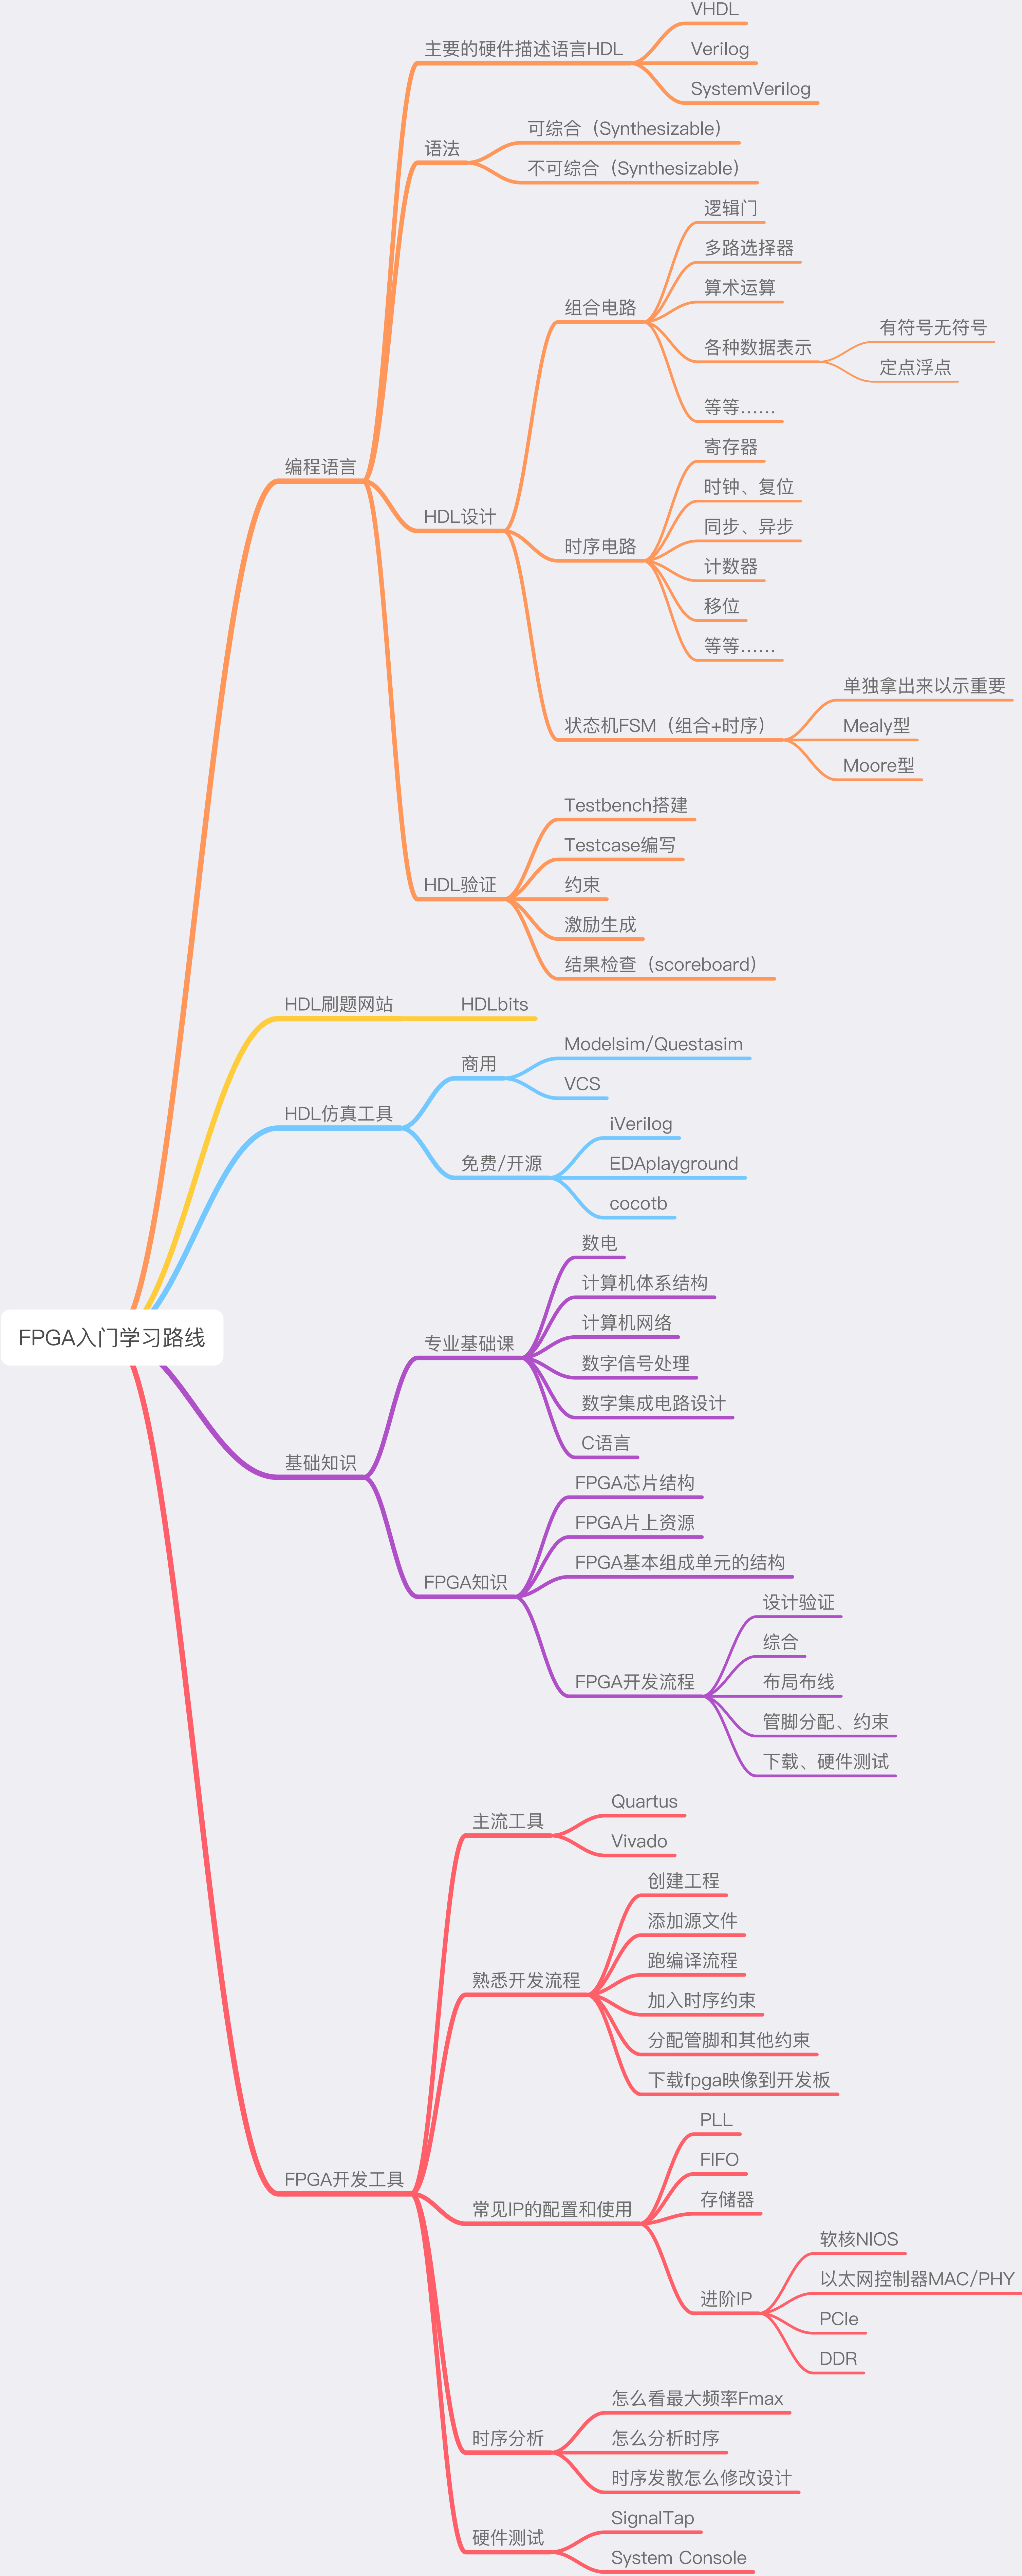 VHDL
主要的硬件描述语言HDL
Verilog
SystemVerilog
可综合（Synthesizable）
语法
不可综合（Synthesizable）
逻辑门
多路选择器
算术运算
组合电路
有符号无符号
各种数据表示
定点浮点
等等……
寄存器
编程语言
时钟、复位
HDL设计
同步、异步
时序电路
计数器
移位
等等……
单独拿出来以示重要
状态机FSM（组合+时序）
Mealy型
Moore型
Testbench搭建
Testcase编写
HDL验证
约束
激励生成
结果检查（scoreboard）
HDL刷题网站
HDLbits
Modelsim/Questasim
商用
VCS
HDL仿真工具
iVerilog
免费/开源
EDAplayground
cocotb
数电
计算机体系结构
计算机网络
FPGA入门学习路线
专业基础课
数字信号处理
数字集成电路设计
C语言
基础知识
FPGA芯片结构
FPGA片上资源
FPGA基本组成单元的结构
FPGA知识
设计验证
综合
FPGA开发流程
布局布线
管脚分配、约束
下载、硬件测试
Quartus
主流工具
Vivado
创建工程
添加源文件
跑编译流程
熟悉开发流程
加入时序约束
分配管脚和其他约束
下载fpga映像到开发板
PLL
FIFO
FPGA开发工具
存储器
常见IP的配置和使用
软核NIOS
以太网控制器MAC/PHY
进阶IP
PCIe
DDR
怎么看最大频率Fmax
时序分析
怎么分析时序
时序发散怎么修改设计
SignalTap
硬件测试
System Console